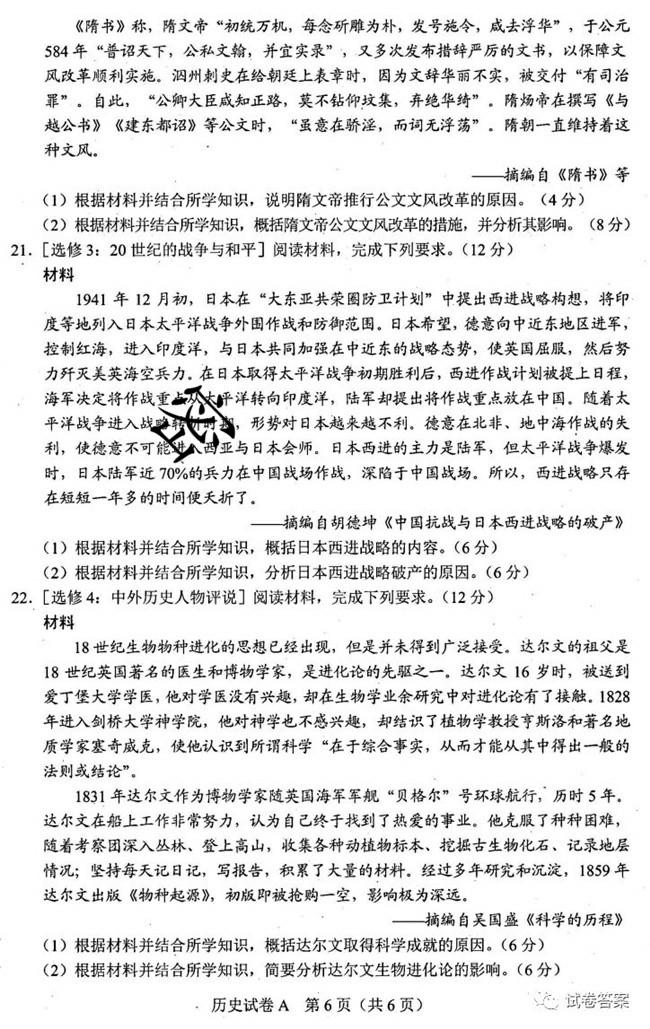 《隋书》称，隋文帝“初统万机，每念斫雕为朴，发号施令，咸去浮华”，于公元
584 年“普诏天下，公私文翰，并宜实录”，又多次发布措辞严厉的文书，以保障文
风改革顺利实施。泗州刺史在给朝廷上表章时，因为文辞华丽不实，被交付“有司治
罪”。自此，“公卿大臣咸知正路，莫不钻仰坟集，弃绝华绮”。隋炀帝在撰写《与
越公书》《建东都诏》等公文时，“虽意在骄淫，而词无浮荡”。隋朝一直维持着这
种文风。
——摘编自《隋书》等
（1）根据材料并结合所学知识，说明隋文帝推行公文文风改革的原因。（4 分）
（2）根据材料并结合所学知识，概括隋文帝公文文风改革的措施，并分析其影响。（8 分）
21．［选修 3：20 世纪的战争与和平］阅读材料，完成下列要求。（12 分）
材料
1941 年 12 月初，日本在“大东亚共荣圈防卫计划”中提出西进战略构想，将印
度等地列入日本太平洋战争外围作战和防御范围。日本希望，德意向中近东地区进军，
控制红海，进入印度洋，与日本共同加强在中近东的战略态势，使英国屈服，然后努
力歼灭美英海空兵力。在日本取得太平洋战争初期胜利后，西进作战计划被提上日程，
海军决定将作战重点从太平洋转向印度洋，陆军却提出将作战重点放在中国。随着太
平洋战争进入战略转折时期，形势对日本越来越不利。德意在北非、地中海作战的失
利，使德意不可能进入西亚与日本会师。日本西进的主力是陆军，但太平洋战争爆发
时，日本陆军近 70%的兵力在中国战场作战，深陷于中国战场。所以，西进战略只存
在短短一年多的时间便夭折了。
——摘编自胡德坤《中国抗战与日本西进战略的破产》
（1）根据材料并结合所学知识，概括日本西进战略的内容。（6 分）
（2）根据材料并结合所学知识，分析日本西进战略破产的原因。（6 分）
22．［选修 4：中外历史人物评说］阅读材料，完成下列要求。（12 分）
材料
18 世纪生物物种进化的思想已经出现，但是并未得到广泛接受。达尔文的祖父是
18 世纪英国著名的医生和博物学家，是进化论的先驱之一。达尔文 16 岁时，被送到
爱丁堡大学学医，他对学医没有兴趣，却在生物学业余研究中对进化论有了接触。1828
年进入剑桥大学神学院，他对神学也不感兴趣，却结识了植物学教授亨斯洛和著名地
质学家塞奇威克，使他认识到所谓科学“在于综合事实，从而才能从其中得出一般的
法则或结论”。
1831 年达尔文作为博物学家随英国海军军舰“贝格尔”号环球航行，历时 5 年。
达尔文在船上工作非常努力，认为自己终于找到了热爱的事业。他克服了种种困难，
随着考察团深入丛林、登上高山，收集各种动植物标本、挖掘古生物化石、记录地层
情况；坚持每天记日记，写报告，积累了大量的材料。经过多年研究和沉淀，1859 年
达尔文出版《物种起源》，初版即被抢购一空，影响极为深远。
——摘编自吴国盛《科学的历程》
（1）根据材料并结合所学知识，概括达尔文取得科学成就的原因。（6 分）
（2）根据材料并结合所学知识，简要分析达尔文生物进化论的影响。（6 分）
历史试卷 A 第 6 页（共 6 页）
试卷答案
密